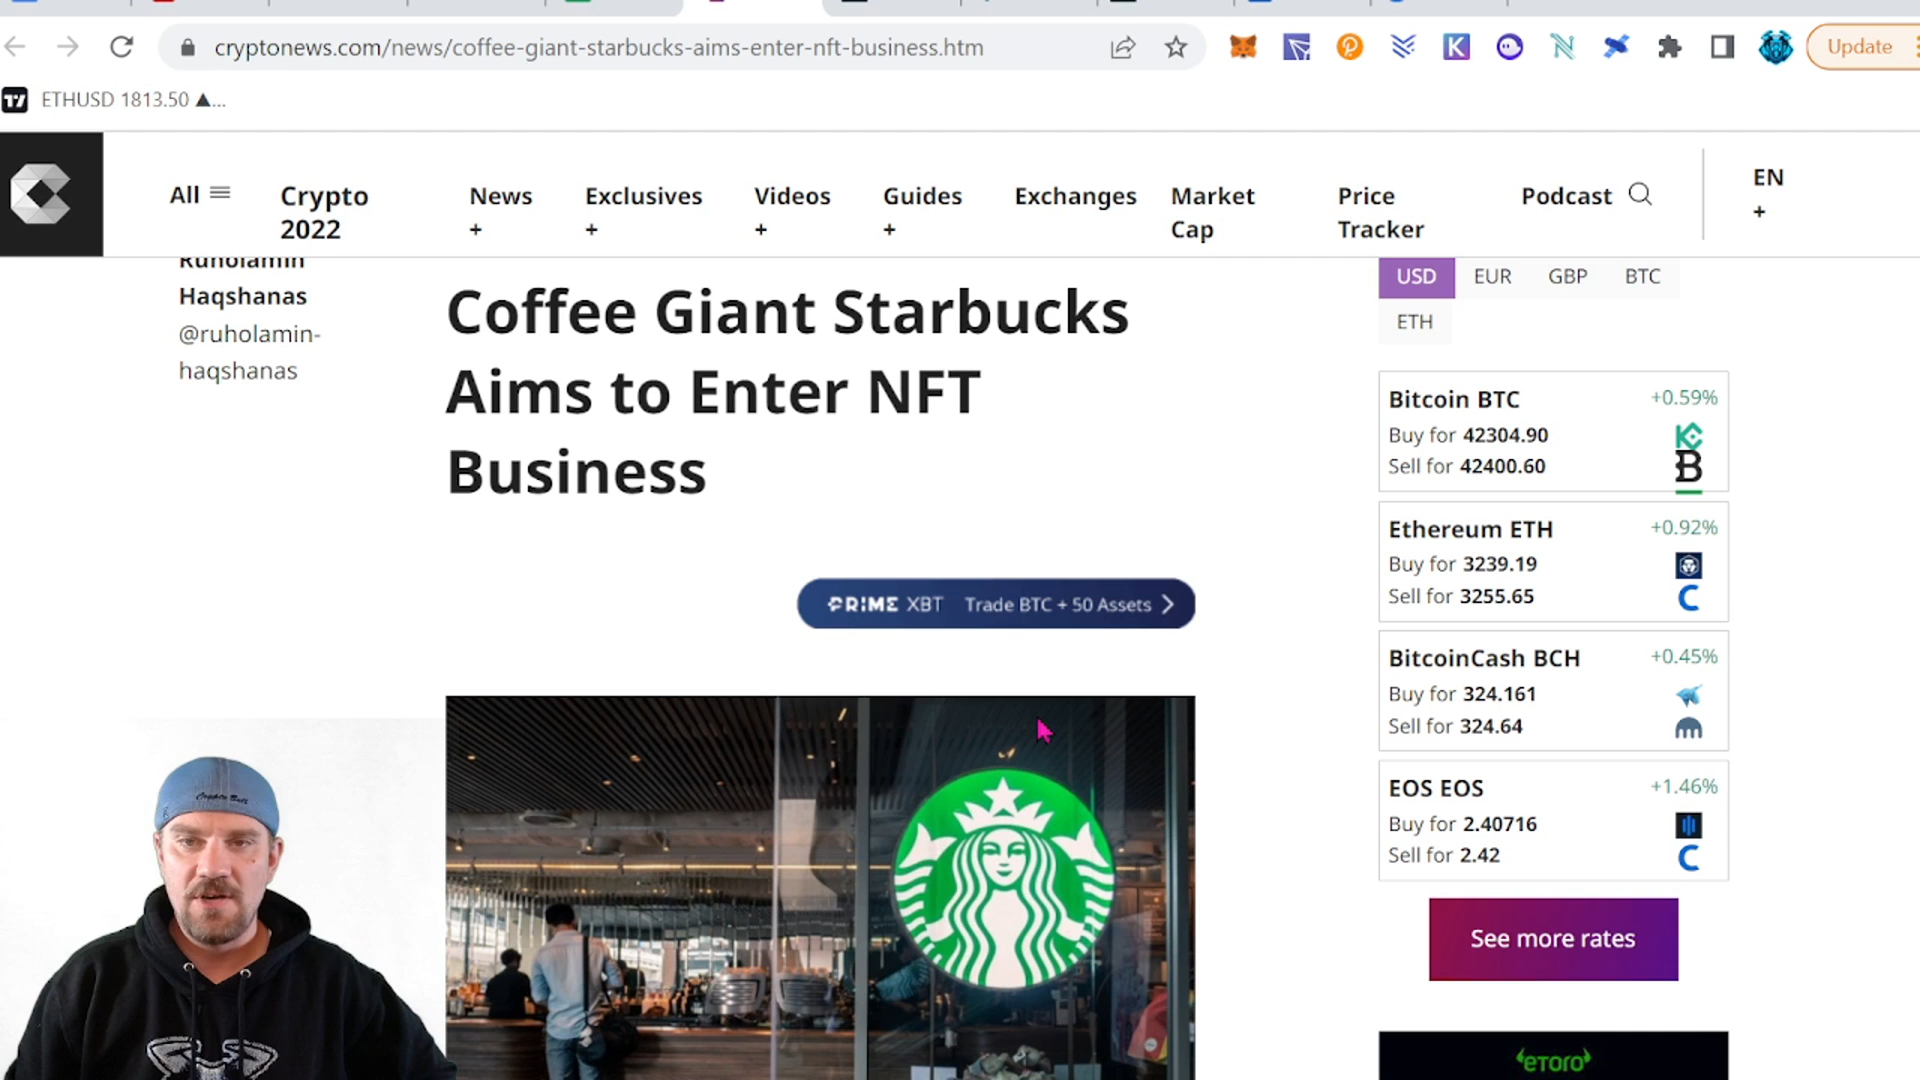 cryptonews.com/news/coffee-giant-starbucks-aims-enter-nft-business.htm
Update
ETHUSD 1813.50 ▲...
All
Crypto 2022
News +
Exclusives +
Videos +
Guides +
Exchanges
Market Cap
Price Tracker
Podcast
EN +
Ruholamin
Haqshanas
@ruholamin-
haqshanas
Coffee Giant Starbucks
Aims to Enter NFT
Business
PRIME XBT Trade BTC + 50 Assets
USD EUR GBP BTC
ETH
Bitcoin BTC +0.59%
Buy for 42304.90
Sell for 42400.60
Ethereum ETH +0.92%
Buy for 3239.19
Sell for 3255.65
BitcoinCash BCH +0.45%
Buy for 324.161
Sell for 324.64
EOS EOS +1.46%
Buy for 2.40716
Sell for 2.42
See more rates
eToro
Crypto Bull